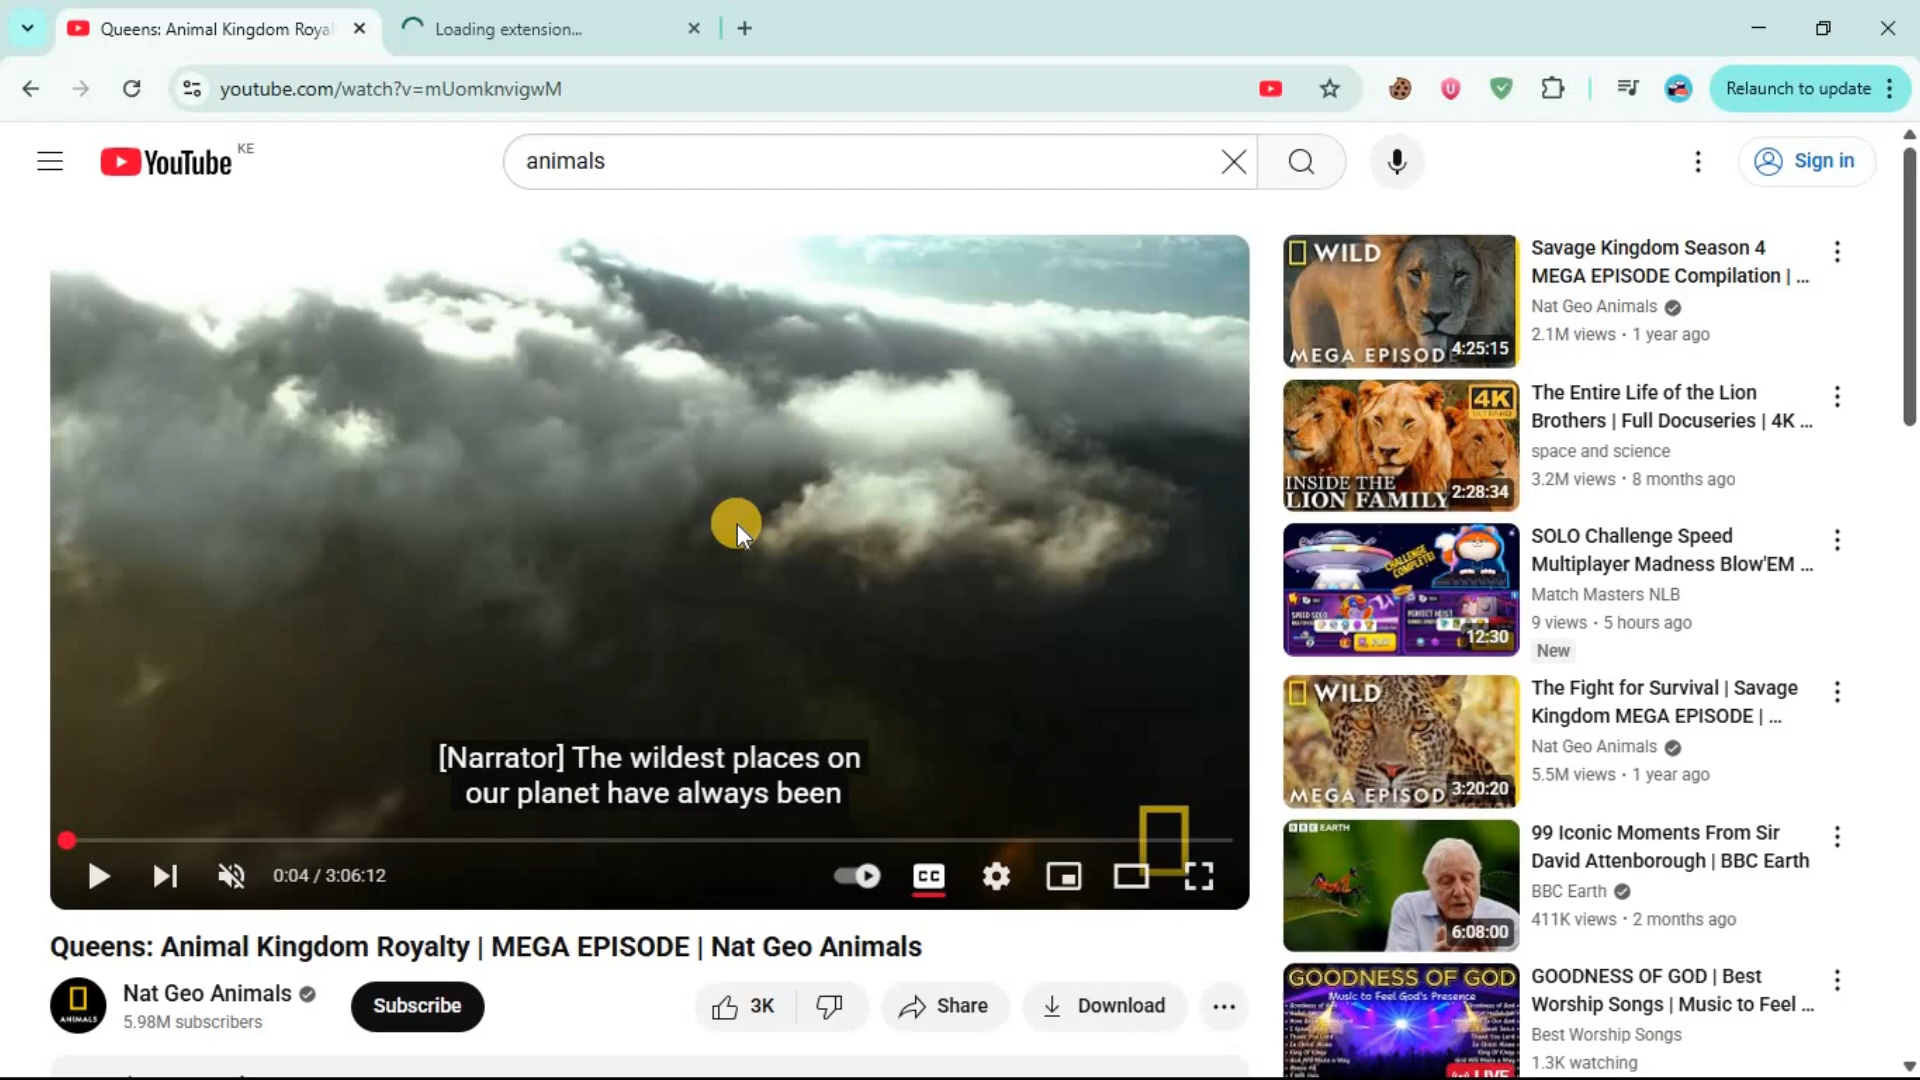 Queens: Animal Kingdom Roya
Loading extension...
youtube.com/watch?v=mUomknvigwM
Relaunch to update
YouTube KE
animals
Sign in
[Narrator] The wildest places on
our planet have always been
0:04 / 3:06:12
CC
Queens: Animal Kingdom Royalty | MEGA EPISODE | Nat Geo Animals
ANIMALS
Nat Geo Animals
5.98M subscribers
Subscribe
3K
Share
Download
WILD
MEGA EPISOD
4:25:15
Savage Kingdom Season 4
MEGA EPISODE Compilation | ...
Nat Geo Animals
2.1M views • 1 year ago
4K
ULTRAHD
INSIDE THE
LION FAMILY
2:28:34
The Entire Life of the Lion
Brothers | Full Docuseries | 4K ...
space and science
3.2M views • 8 months ago
CHALLENGE
COMPLETE!
12:30
SOLO Challenge Speed
Multiplayer Madness Blow'EM ...
Match Masters NLB
9 views • 5 hours ago
New
WILD
MEGA EPISOD
3:20:20
The Fight for Survival | Savage
Kingdom MEGA EPISODE | ...
Nat Geo Animals
5.5M views • 1 year ago
BBC EARTH
6:08:00
99 Iconic Moments From Sir
David Attenborough | BBC Earth
BBC Earth
411K views • 2 months ago
GOODNESS OF GOD
Music to Feel God's Presence
LIVE
GOODNESS OF GOD | Best
Worship Songs | Music to Feel ...
Best Worship Songs
1.3K watching